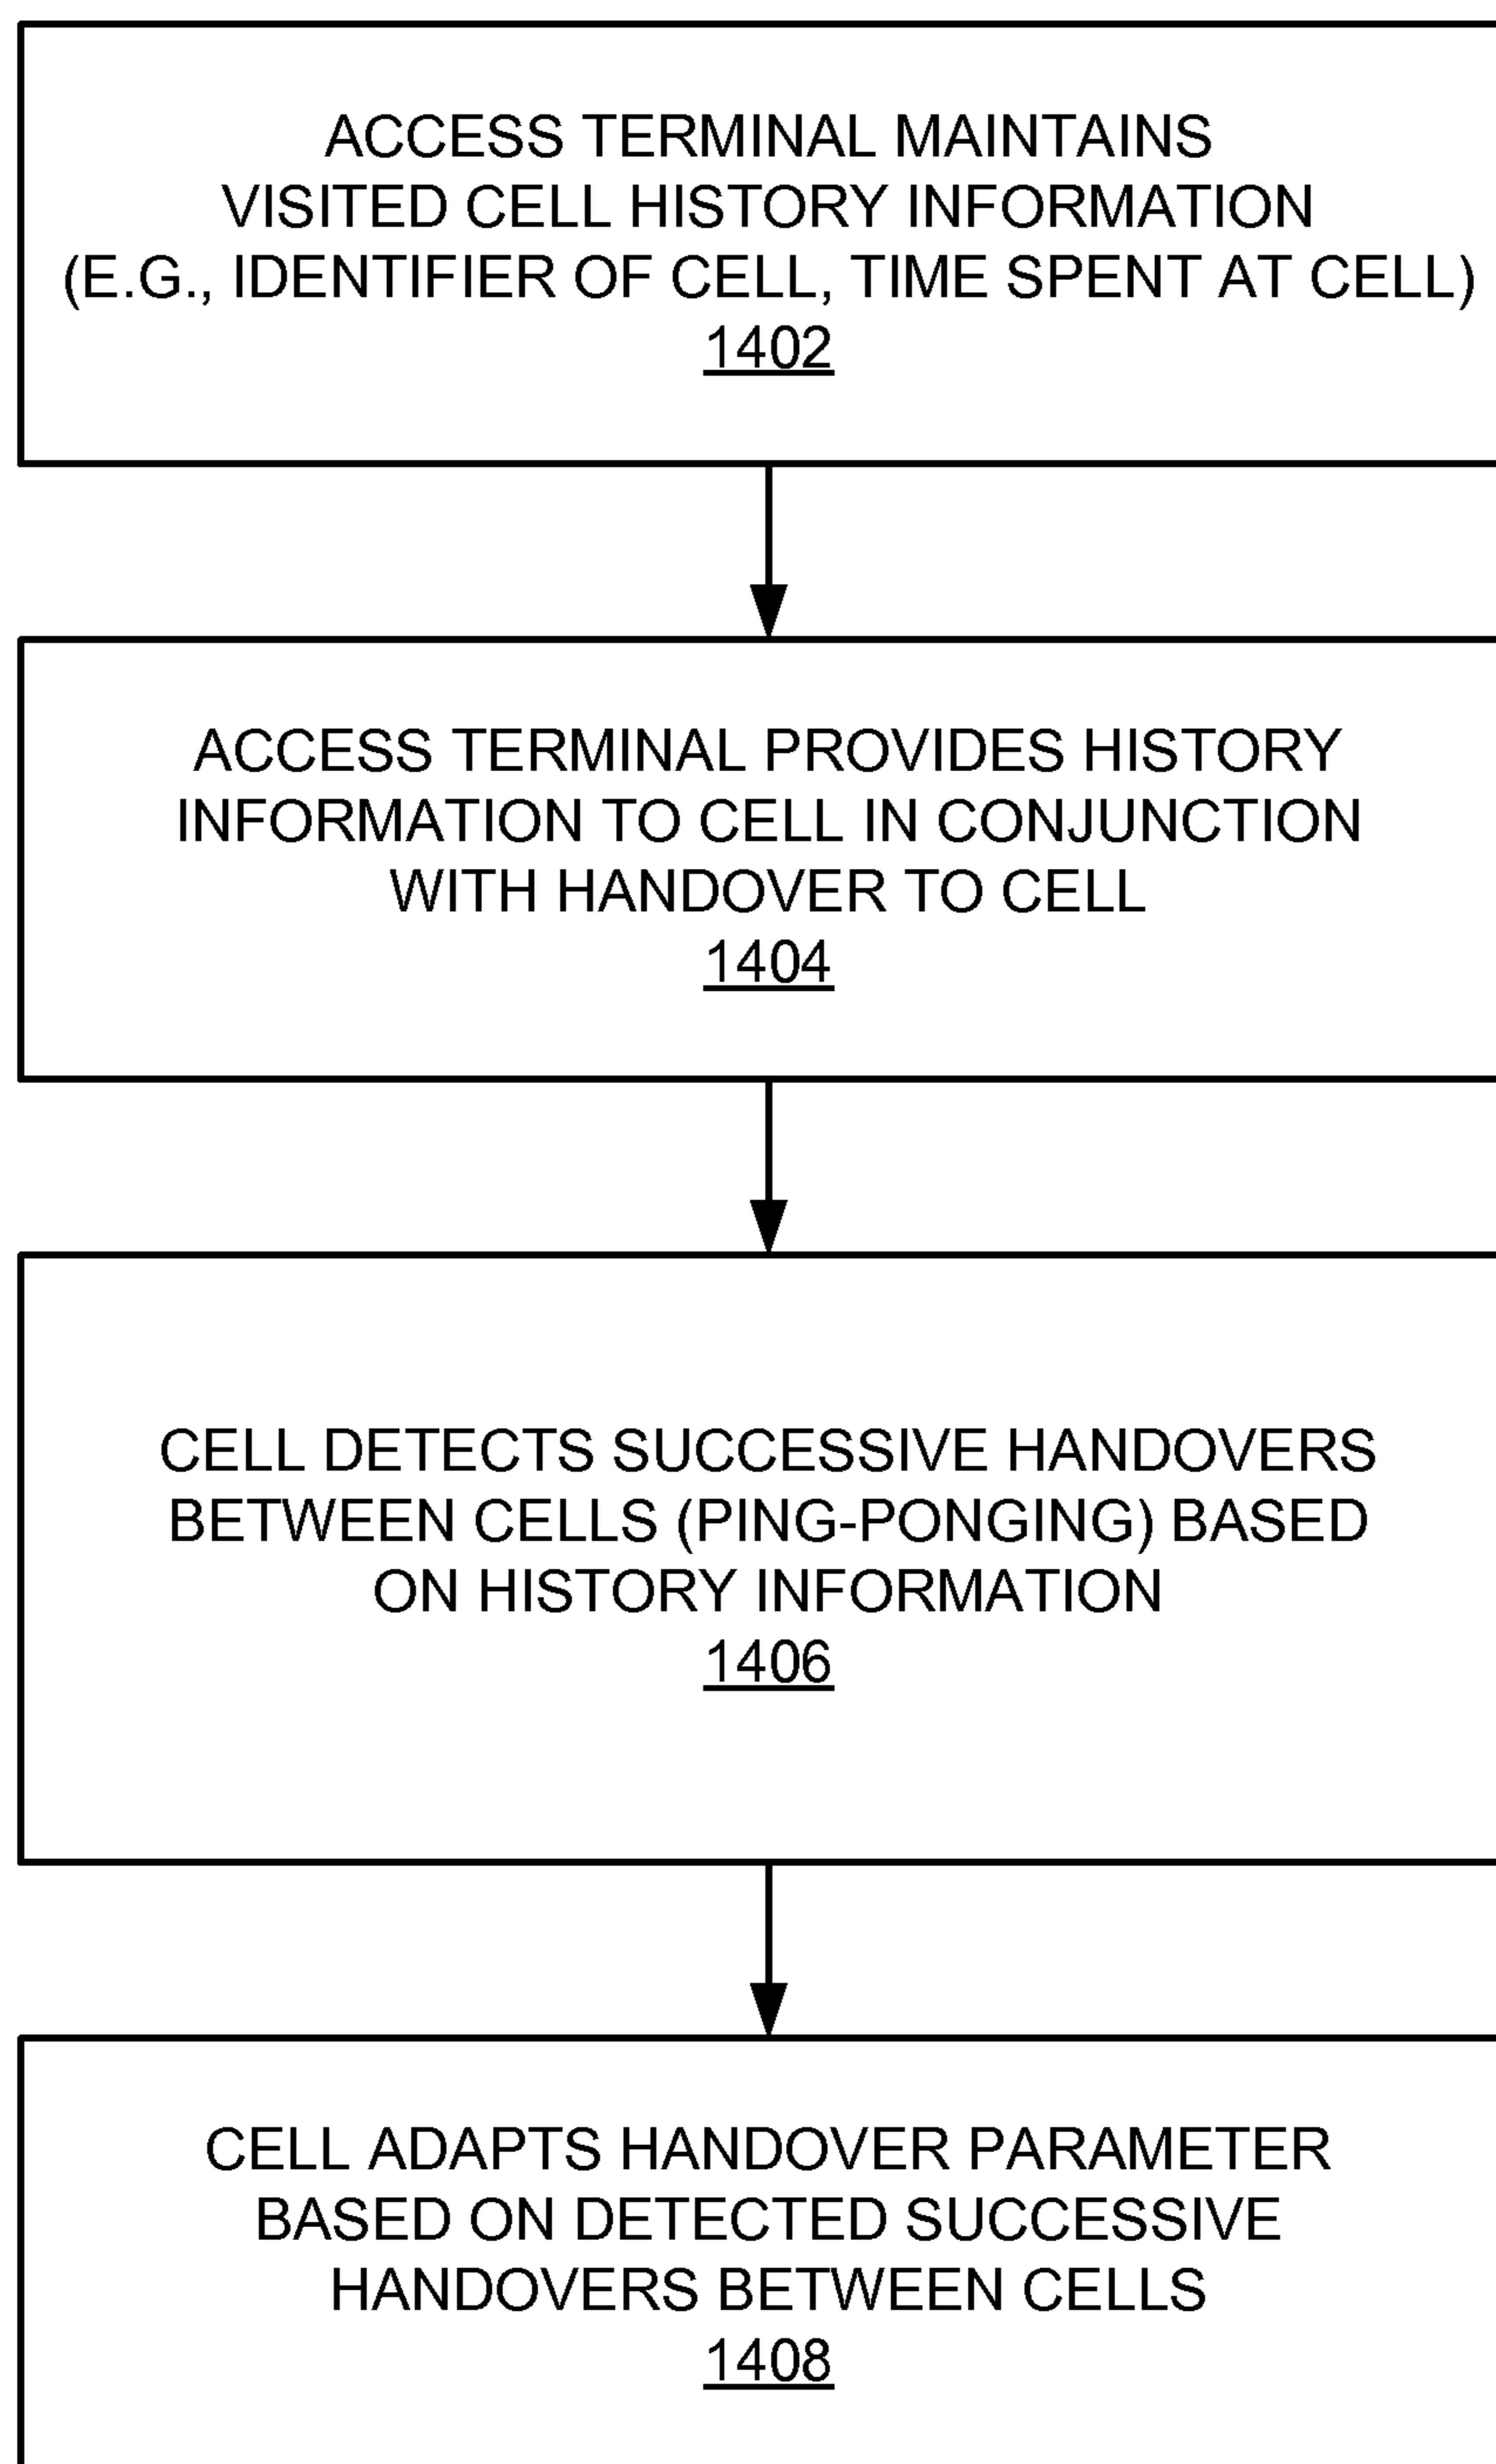 ACCESS TERMINAL MAINTAINS
VISITED CELL HISTORY INFORMATION
(E.G., IDENTIFIER OF CELL, TIME SPENT AT CELL)
1402
ACCESS TERMINAL PROVIDES HISTORY
INFORMATION TO CELL IN CONJUNCTION
WITH HANDOVER TO CELL
1404
CELL DETECTS SUCCESSIVE HANDOVERS
BETWEEN CELLS (PING-PONGING) BASED
ON HISTORY INFORMATION
1406
CELL ADAPTS HANDOVER PARAMETER
BASED ON DETECTED SUCCESSIVE
HANDOVERS BETWEEN CELLS
1408